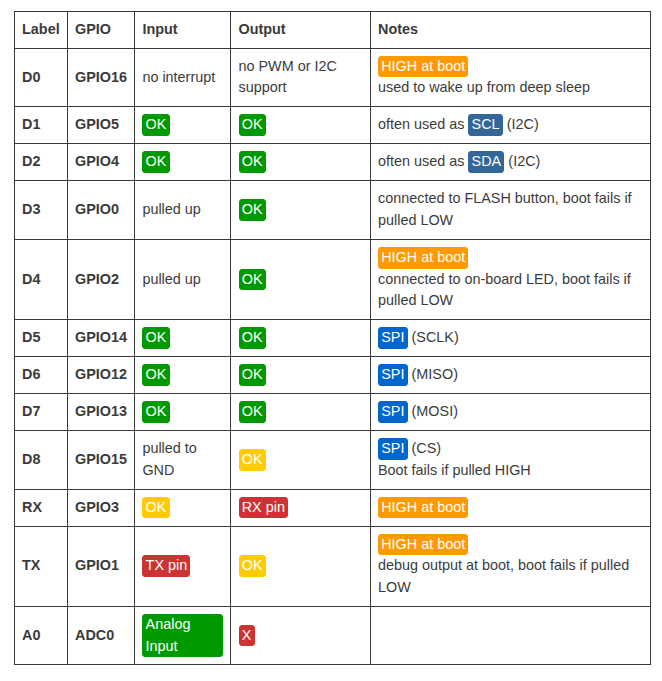 Label GPIO Input Output Notes
D0 GPIO16 no interrupt no PWM or I2C support HIGH at boot
used to wake up from deep sleep
D1 GPIO5 OK OK often used as SCL (I2C)
D2 GPIO4 OK OK often used as SDA (I2C)
D3 GPIO0 pulled up OK connected to FLASH button, boot fails if
pulled LOW
D4 GPIO2 pulled up OK HIGH at boot
connected to on-board LED, boot fails if
pulled LOW
D5 GPIO14 OK OK SPI (SCLK)
D6 GPIO12 OK OK SPI (MISO)
D7 GPIO13 OK OK SPI (MOSI)
D8 GPIO15 pulled to GND OK SPI (CS)
Boot fails if pulled HIGH
RX GPIO3 OK RX pin HIGH at boot
TX GPIO1 TX pin OK HIGH at boot
debug output at boot, boot fails if pulled
LOW
A0 ADC0 Analog Input X